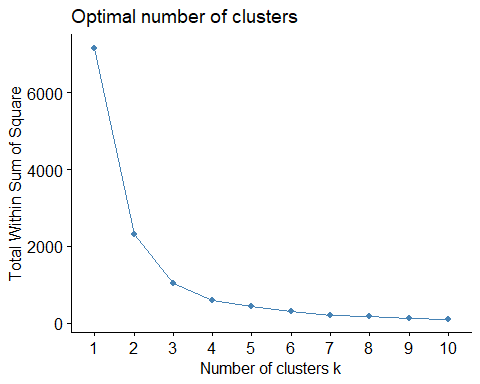 Optimal number of clusters
Total Within Sum of Square
6000
4000
2000
0
1 2 3 4 5 6 7 8 9 10
Number of clusters k